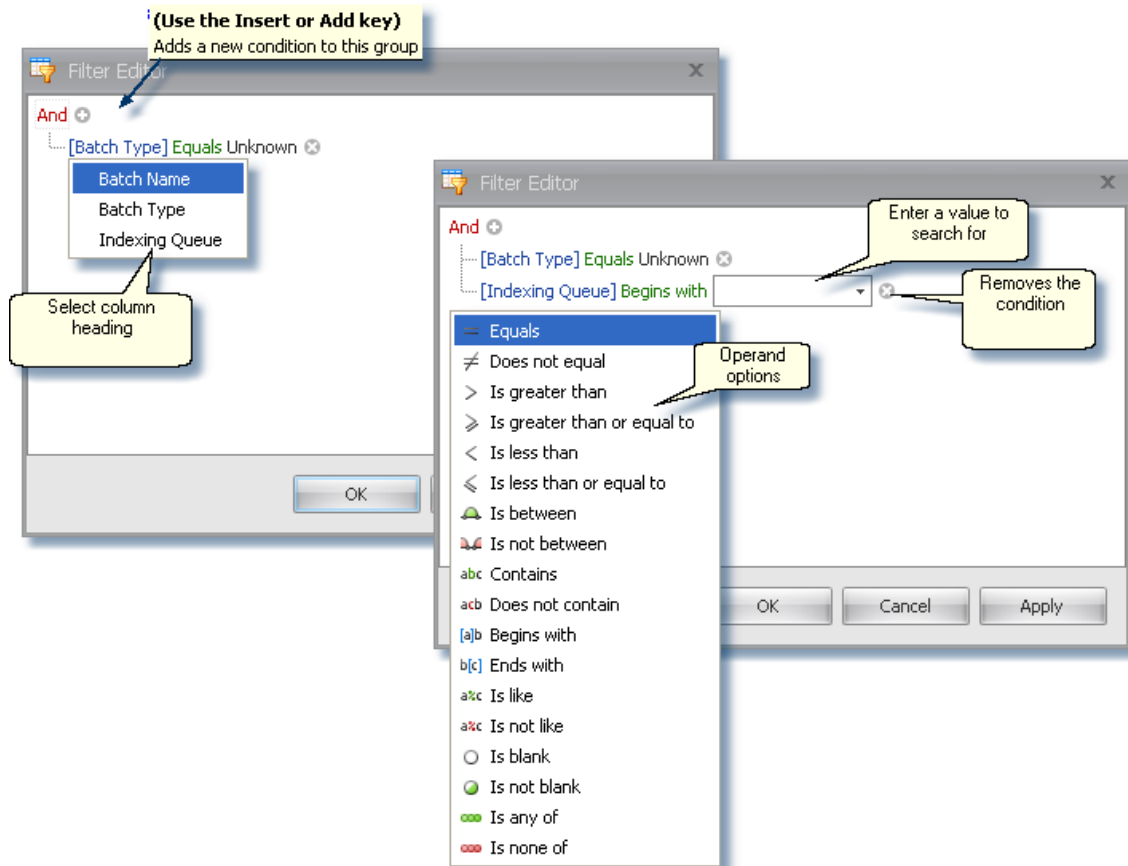 (Use the Insert or Add key)
Adds a new condition to this group
Filter Editor
And
[Batch Type] Equals Unknown
Batch Name
Batch Type
Indexing Queue
Select column
heading
OK
Filter Editor
And
[Batch Type] Equals Unknown
[Indexing Queue] Begins with
Enter a value to
search for
Removes the
condition
Operand
options
= Equals
≠ Does not equal
> Is greater than
⩾ Is greater than or equal to
< Is less than
⩽ Is less than or equal to
Is between
Is not between
abc Contains
acb Does not contain
[a]b Begins with
b[c] Ends with
a%c Is like
a%c Is not like
Is blank
Is not blank
Is any of
Is none of
OK
Cancel
Apply